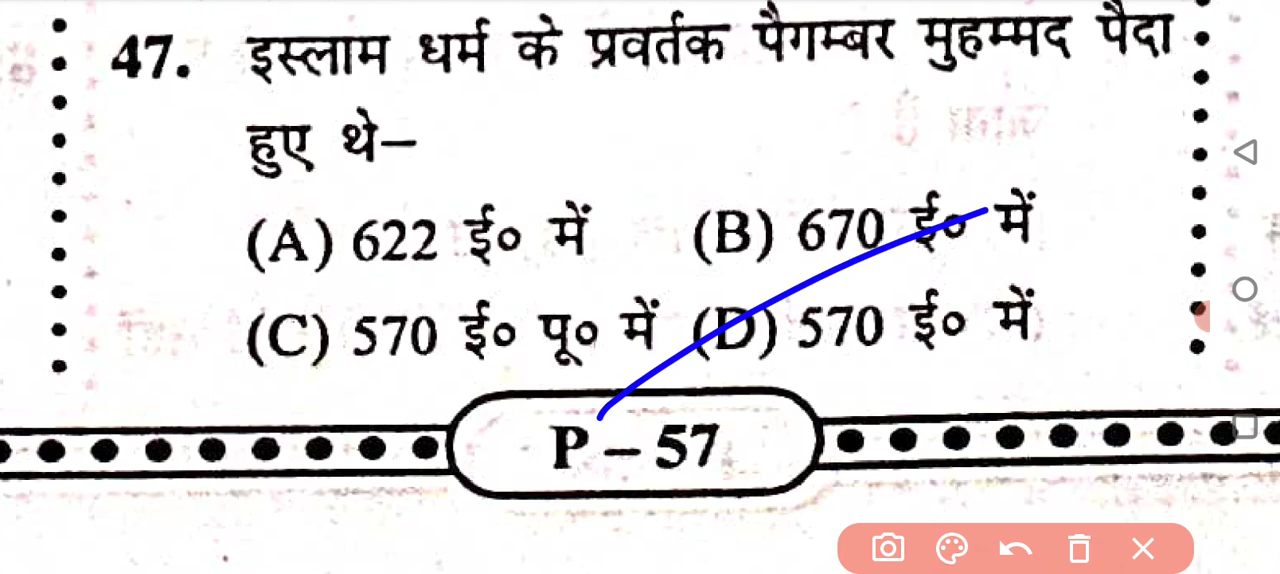 47. इस्लाम धर्म के प्रवर्तक पैगम्बर मुहम्मद पैदा
हुए थे–
(A) 622 ई० में (B) 670 ई० में
(C) 570 ई० पू० में (D) 570 ई० में
P – 57